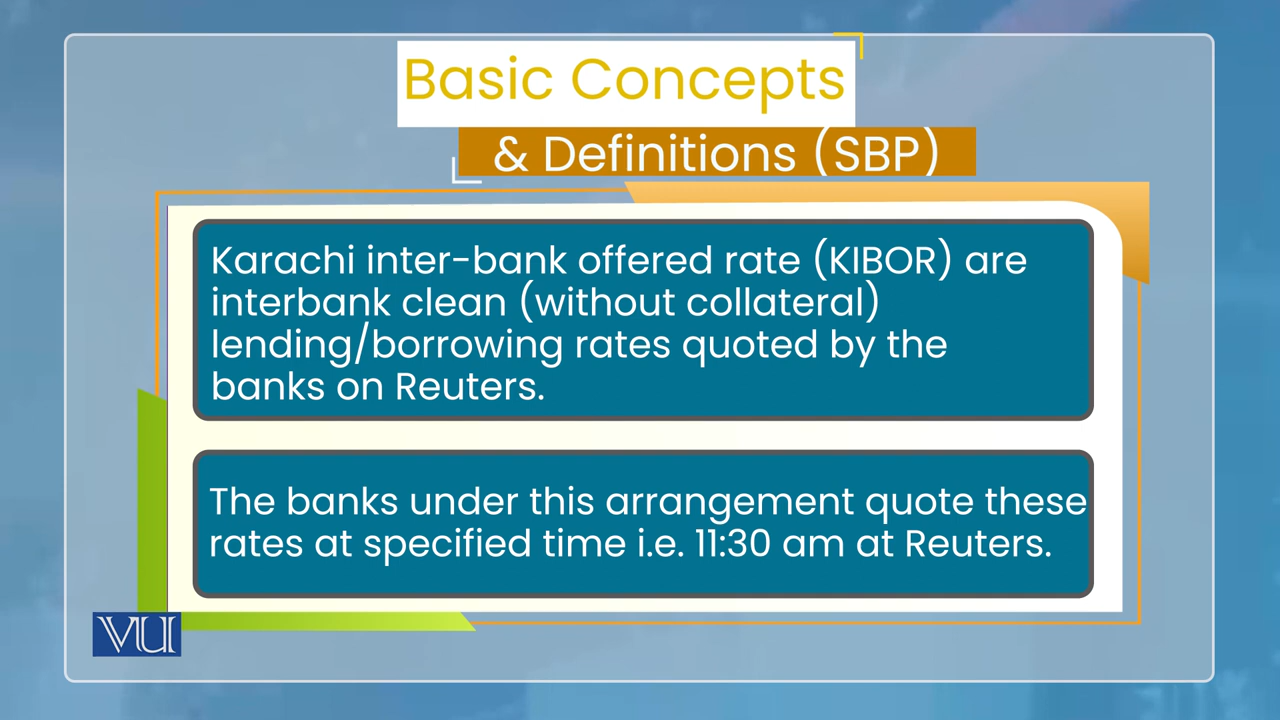 Basic Concepts
& Definitions (SBP)
Karachi inter-bank offered rate (KIBOR) are
interbank clean (without collateral)
lending/borrowing rates quoted by the
banks on Reuters.
The banks under this arrangement quote these
rates at specified time i.e. 11:30 am at Reuters.
VU